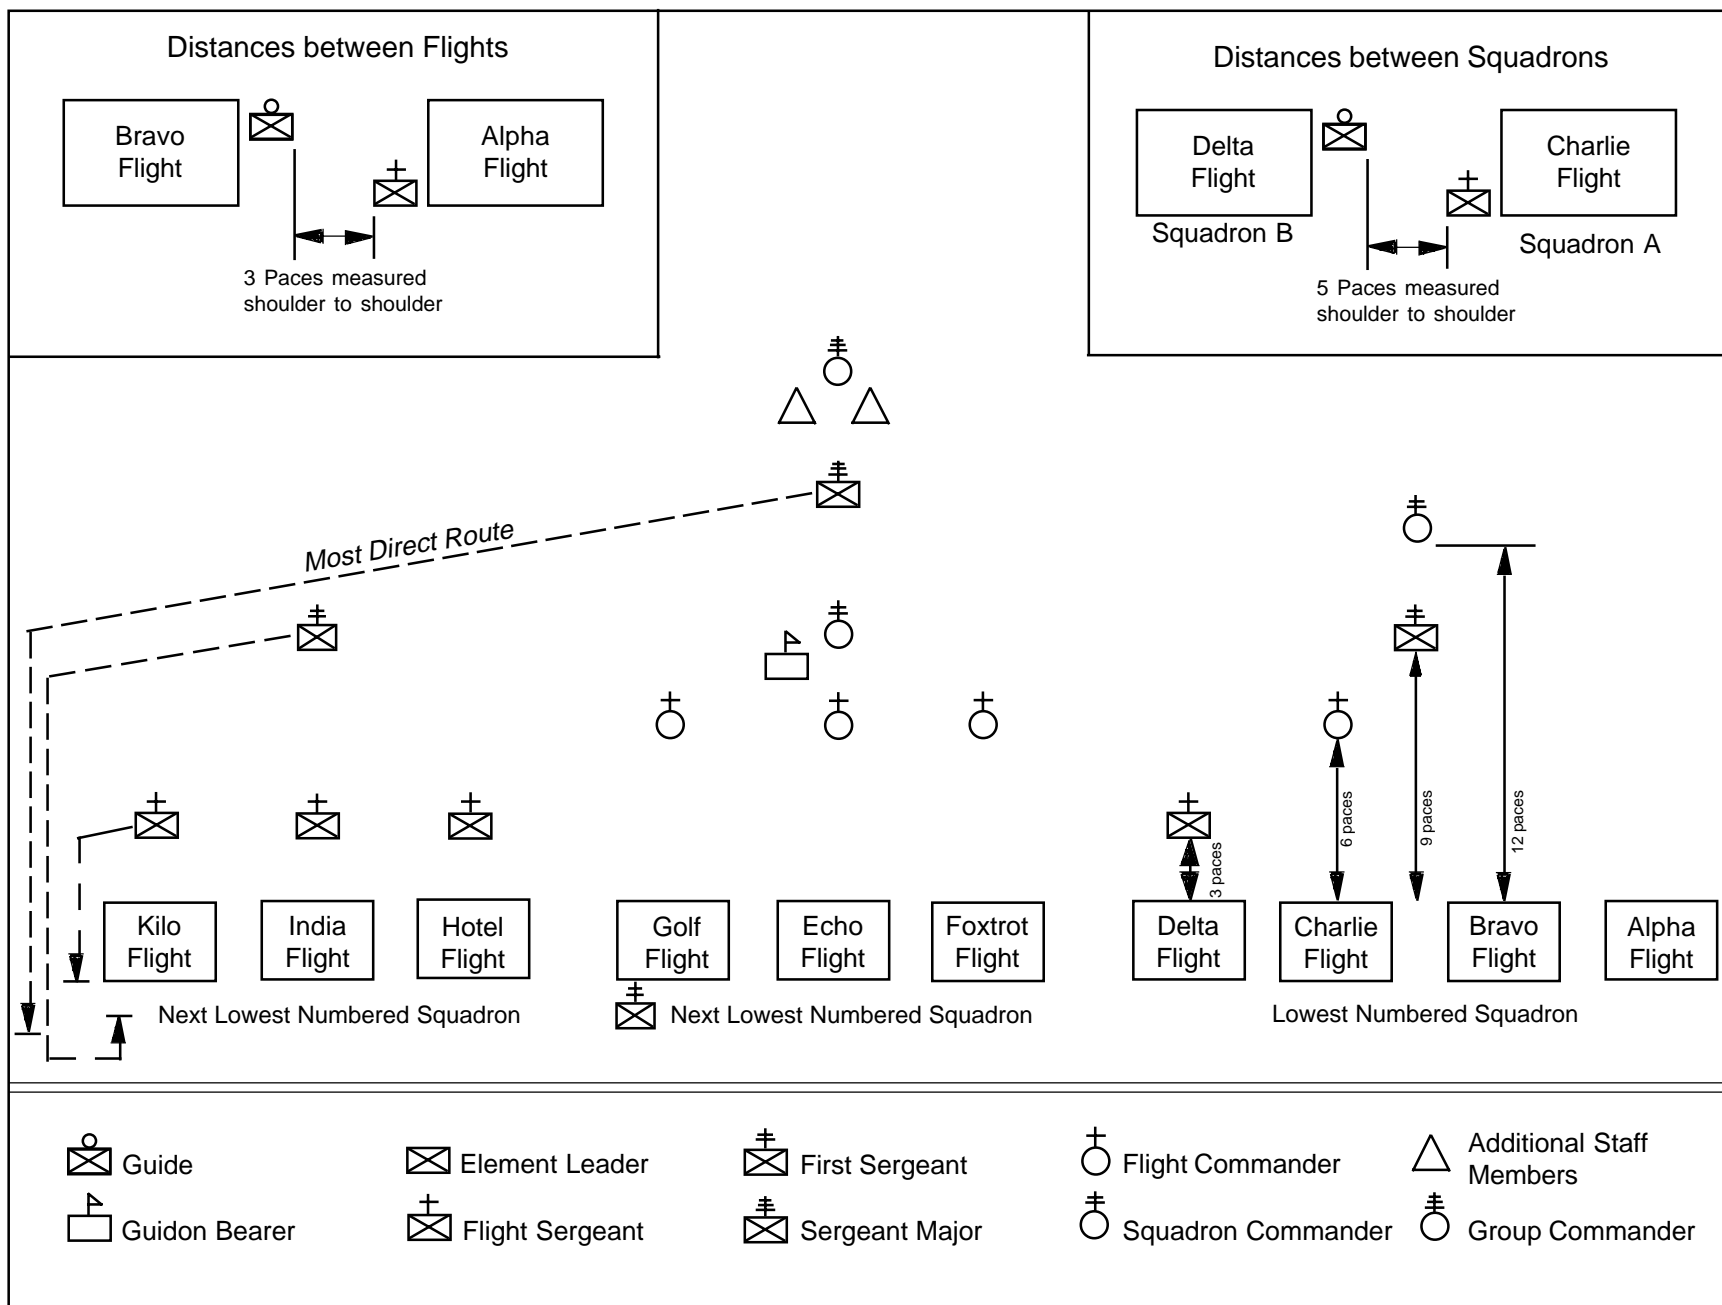 Distances between Flights
Bravo
Flight
Alpha
Flight
3 Paces measured
shoulder to shoulder
Distances between Squadrons
Delta
Flight
Charlie
Flight
Squadron B
Squadron A
5 Paces measured
shoulder to shoulder
Most Direct Route
3 paces
6 paces
9 paces
12 paces
Kilo
Flight
India
Flight
Hotel
Flight
Golf
Flight
Echo
Flight
Foxtrot
Flight
Delta
Flight
Charlie
Flight
Bravo
Flight
Alpha
Flight
Next Lowest Numbered Squadron
Next Lowest Numbered Squadron
Lowest Numbered Squadron
Guide
Element Leader
First Sergeant
Flight Commander
Additional Staff
Members
Guidon Bearer
Flight Sergeant
Sergeant Major
Squadron Commander
Group Commander